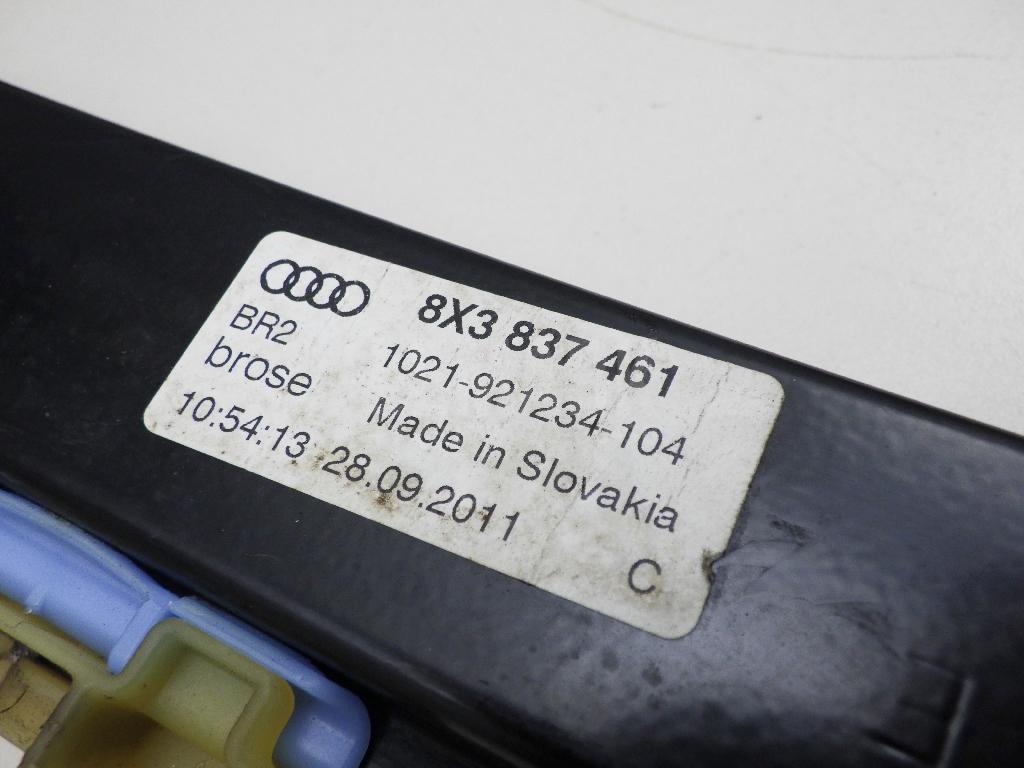 8X3 837 461
BR2 1021-921234-104
brose Made in Slovakia
10:54:13 28.09.2011
C